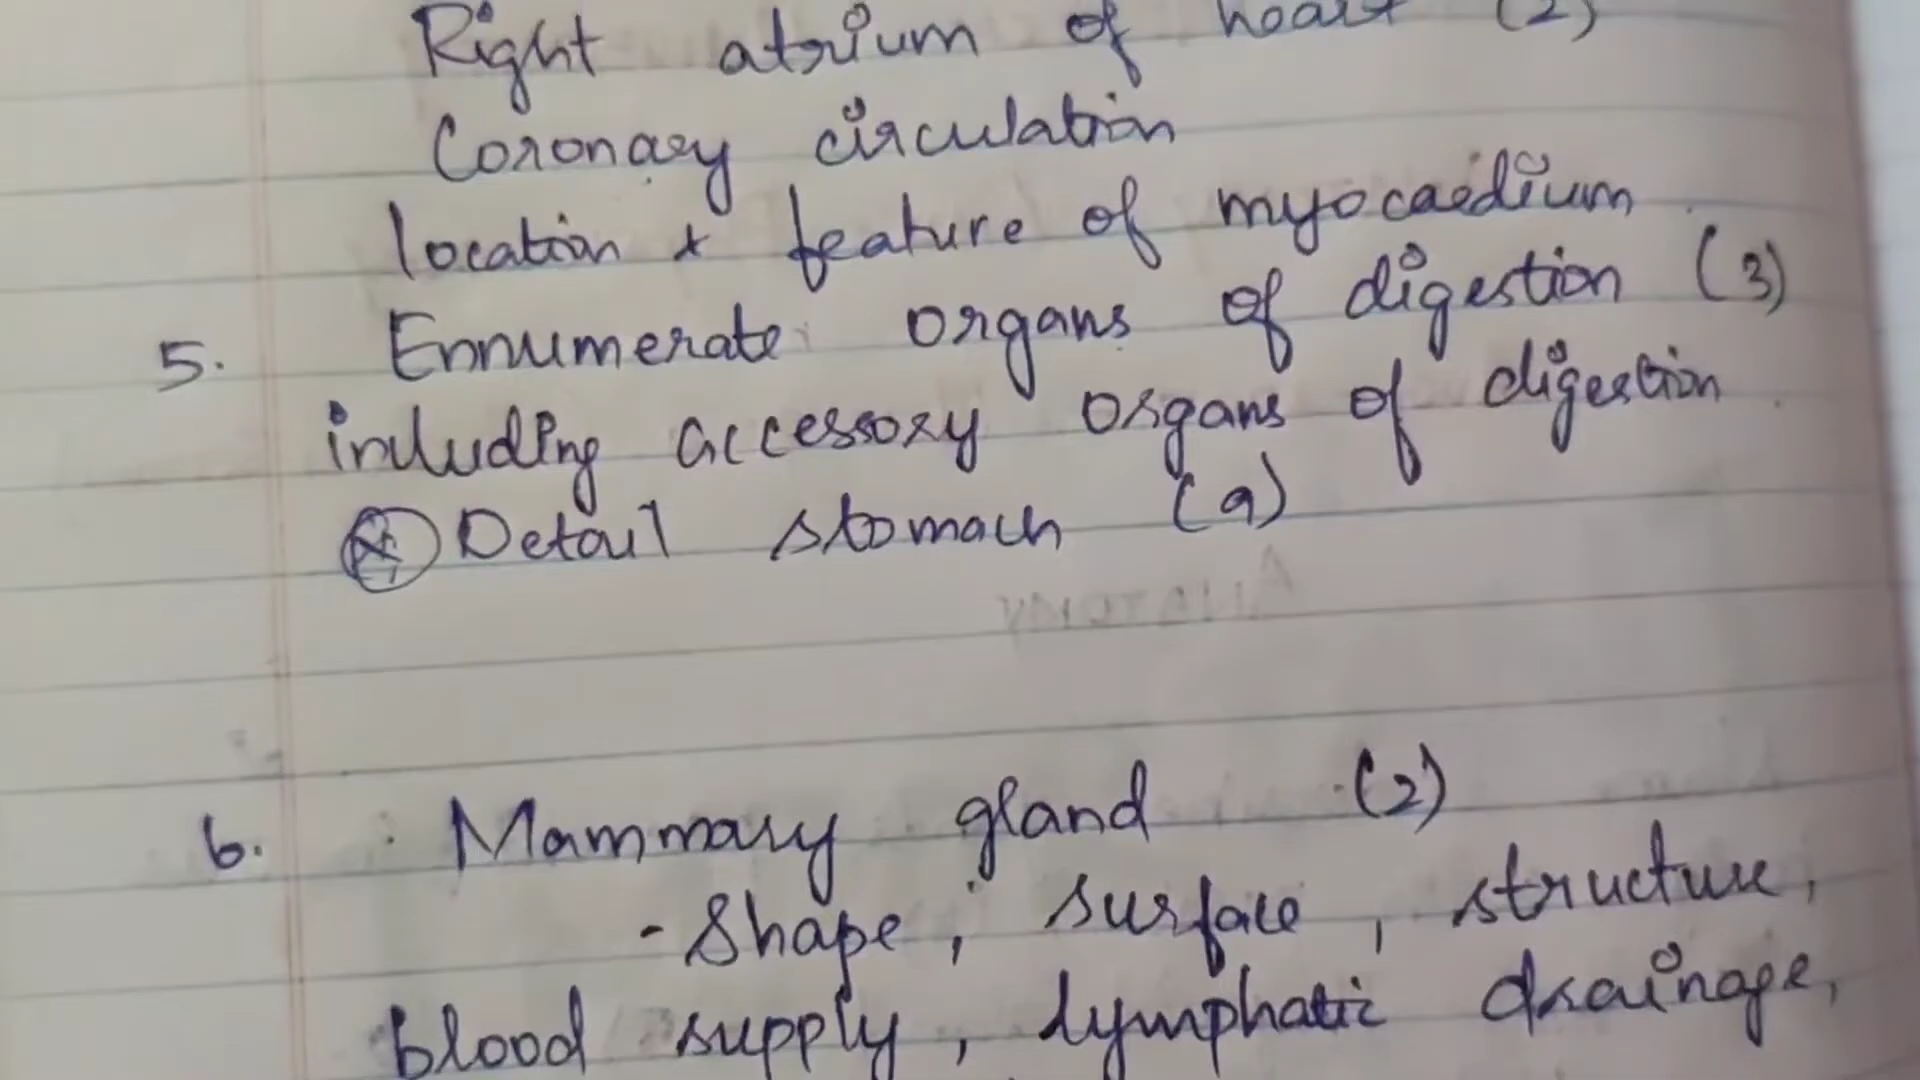 Right atrium of heart (2)
Coronary circulation
location & feature of myocardium
5. Ennumerate organs of digestion (3)
including accessory organs of digestion
Detail stomach (9)
ANATOMY
6. Mammary gland (2)
- Shape, surface, structure,
blood supply, lymphatic drainage,